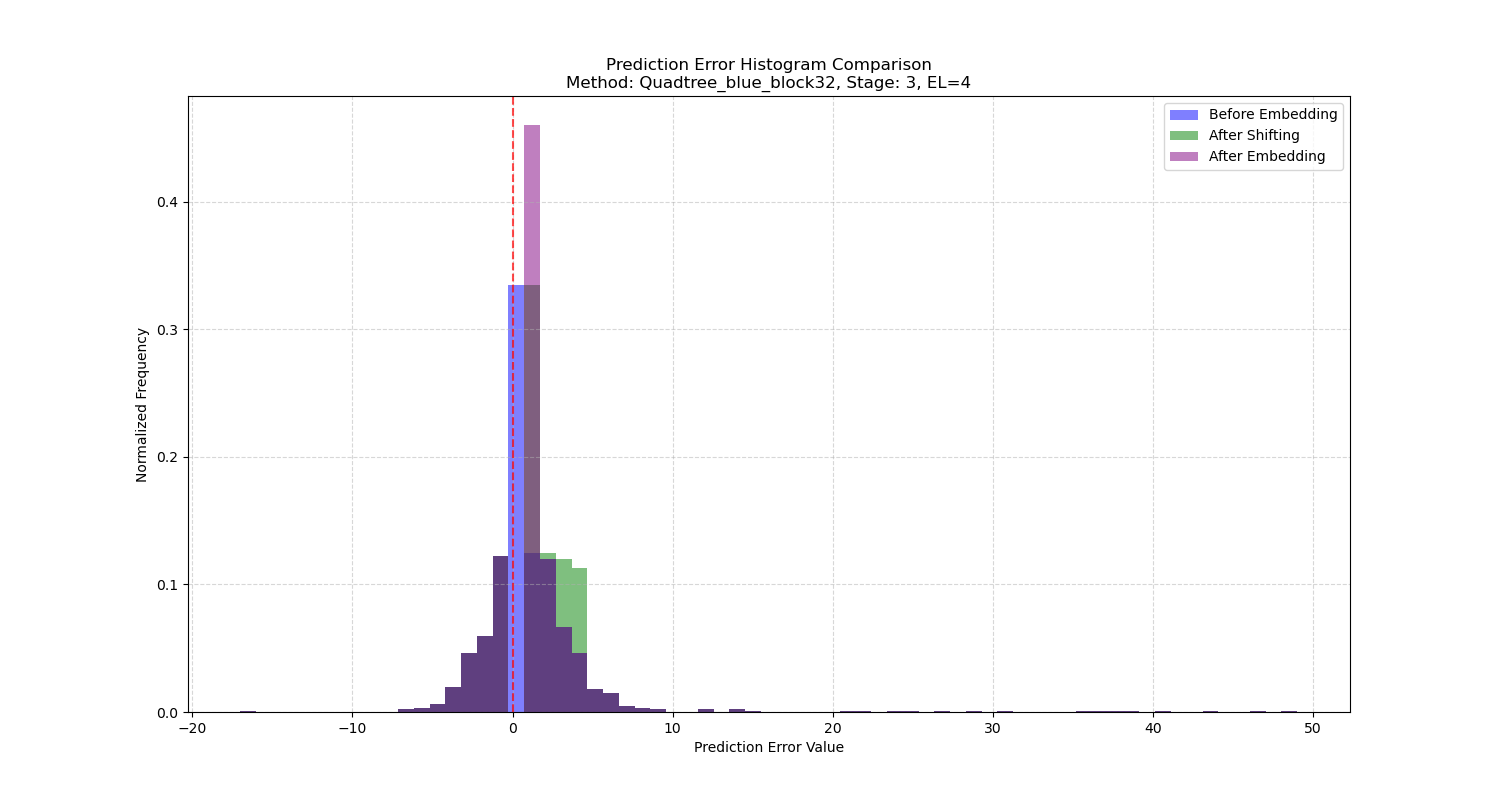 Prediction Error Histogram Comparison
Method: Quadtree_blue_block32, Stage: 3, EL=4
Before Embedding
After Shifting
After Embedding
Normalized Frequency
0.4
0.3
0.2
0.1
0.0
−20 −10 0 10 20 30 40 50
Prediction Error Value